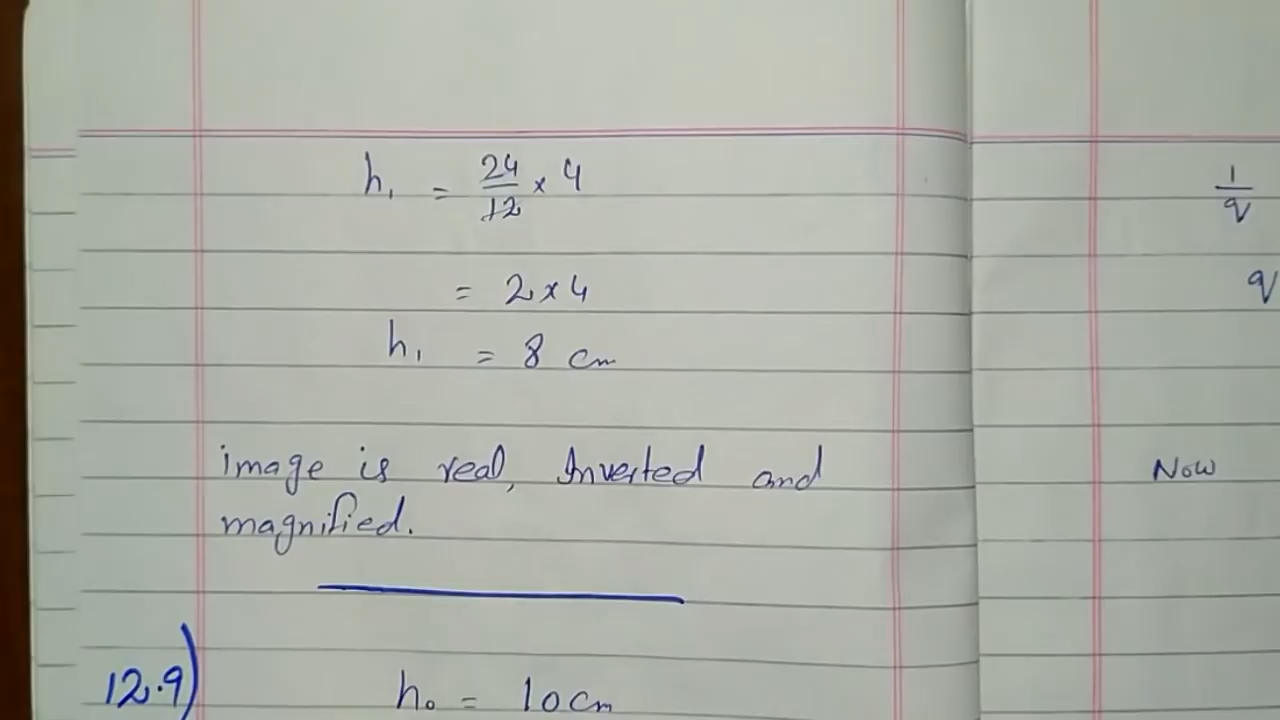 h₁ = 24/12 × 4
= 2 × 4
h₁ = 8 cm
image is real, Inverted and
magnified.
12.9) h₀ = 10 cm
1/q
q
Now